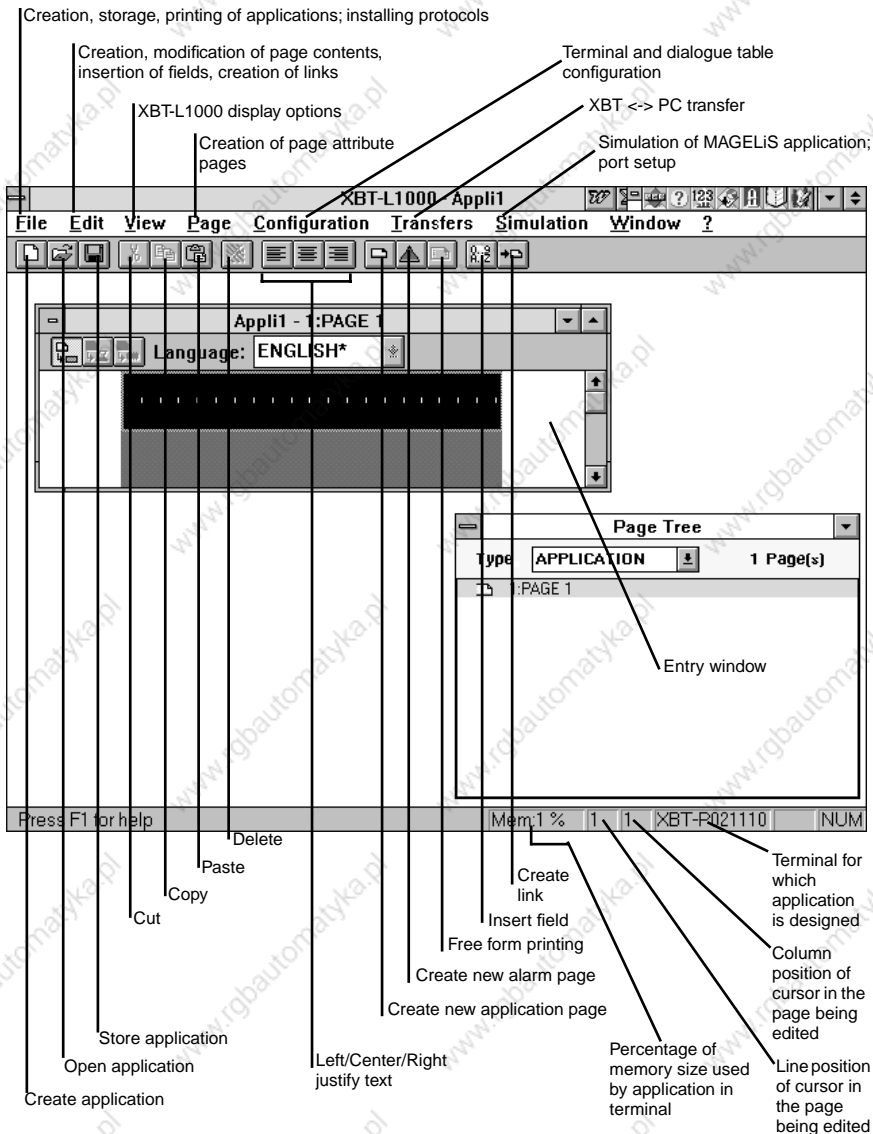 Creation, storage, printing of applications; installing protocols
Creation, modification of page contents,
insertion of fields, creation of links
Terminal and dialogue table
configuration
XBT-L1000 display options
XBT <-> PC transfer
Creation of page attribute
pages
Simulation of MAGELiS application;
port setup
XBT-L1000 - Appli1
File Edit View Page Configuration Transfers Simulation Window ?
Appli1 - 1:PAGE 1
Language: ENGLISH*
Page Tree
Type APPLICATION 1 Page(s)
1:PAGE 1
Entry window
Press F1 for help Mem:1 % 1 1 XBT-P021110 NUM
Delete
Paste
Copy
Cut
Create
link
Insert field
Free form printing
Create new alarm page
Create new application page
Terminal for
which
application
is designed
Column
position of
cursor in the
page being
edited
Store application
Open application
Create application
Left/Center/Right
justify text
Percentage of
memory size used
by application in
terminal
Line position
of cursor in
the page
being edited
www.rgbautomatyka.pl